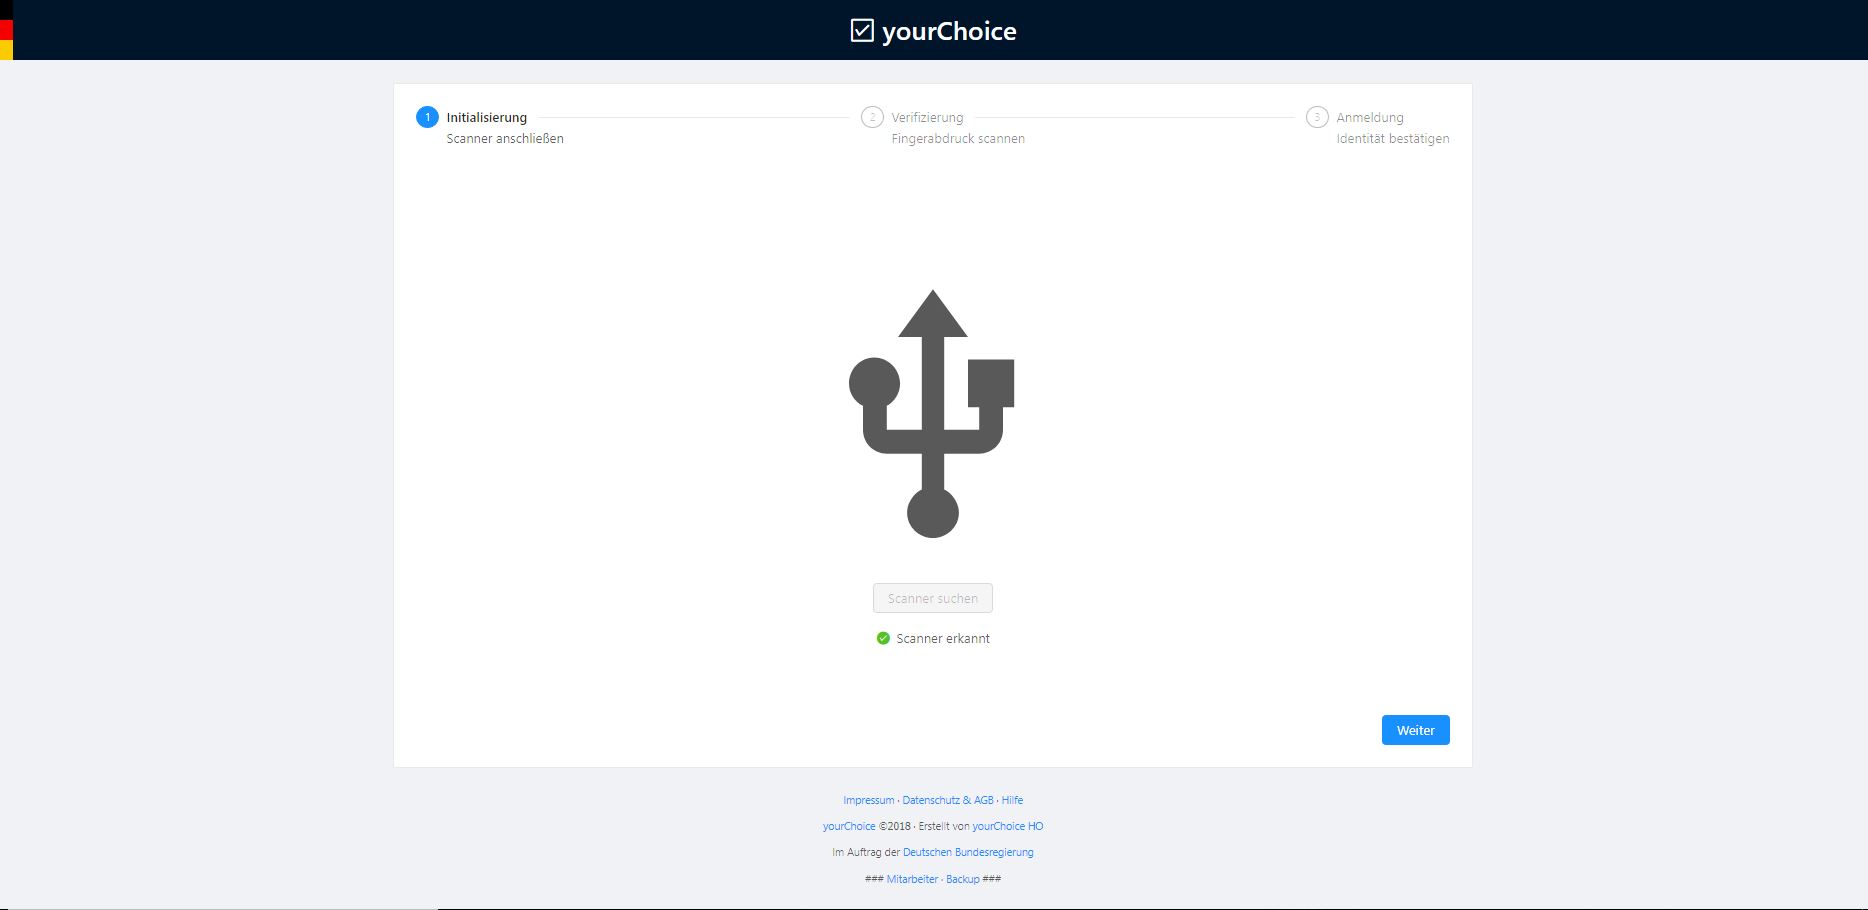 yourChoice
1 Initialisierung
Scanner anschließen
2 Verifizierung
Fingerabdruck scannen
3 Anmeldung
Identität bestätigen
Scanner suchen
Scanner erkannt
Weiter
Impressum · Datenschutz & AGB · Hilfe
yourChoice ©2018 · Erstellt von yourChoice HO
Im Auftrag der Deutschen Bundesregierung
### Mitarbeiter · Backup ###